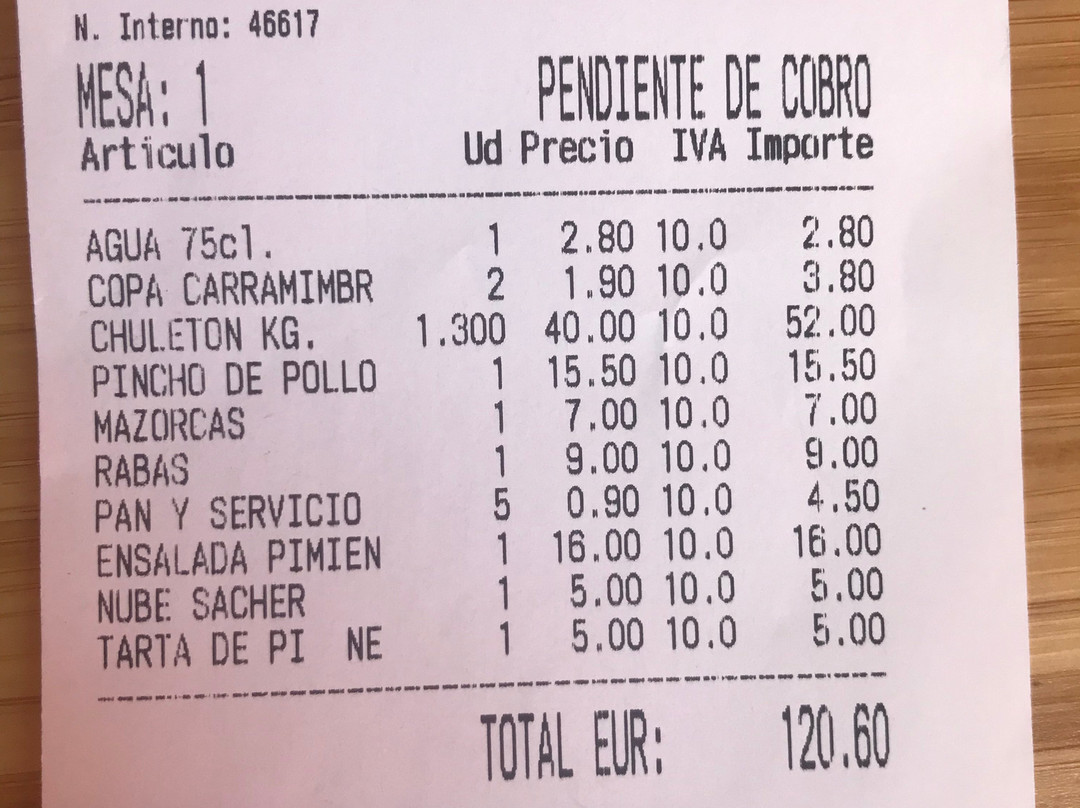 N. Interno: 46617
MESA: 1 PENDIENTE DE COBRO
Artículo Ud Precio IVA Importe
AGUA 75cl. 1 2.80 10.0 2.80
COPA CARRAMIMBR 2 1.90 10.0 3.80
CHULETON KG. 1.300 40.00 10.0 52.00
PINCHO DE POLLO 1 15.50 10.0 15.50
MAZORCAS 1 7.00 10.0 7.00
RABAS 1 9.00 10.0 9.00
PAN Y SERVICIO 5 0.90 10.0 4.50
ENSALADA PIMIEN 1 16.00 10.0 16.00
NUBE SACHER 1 5.00 10.0 5.00
TARTA DE PI NE 1 5.00 10.0 5.00
TOTAL EUR: 120.60